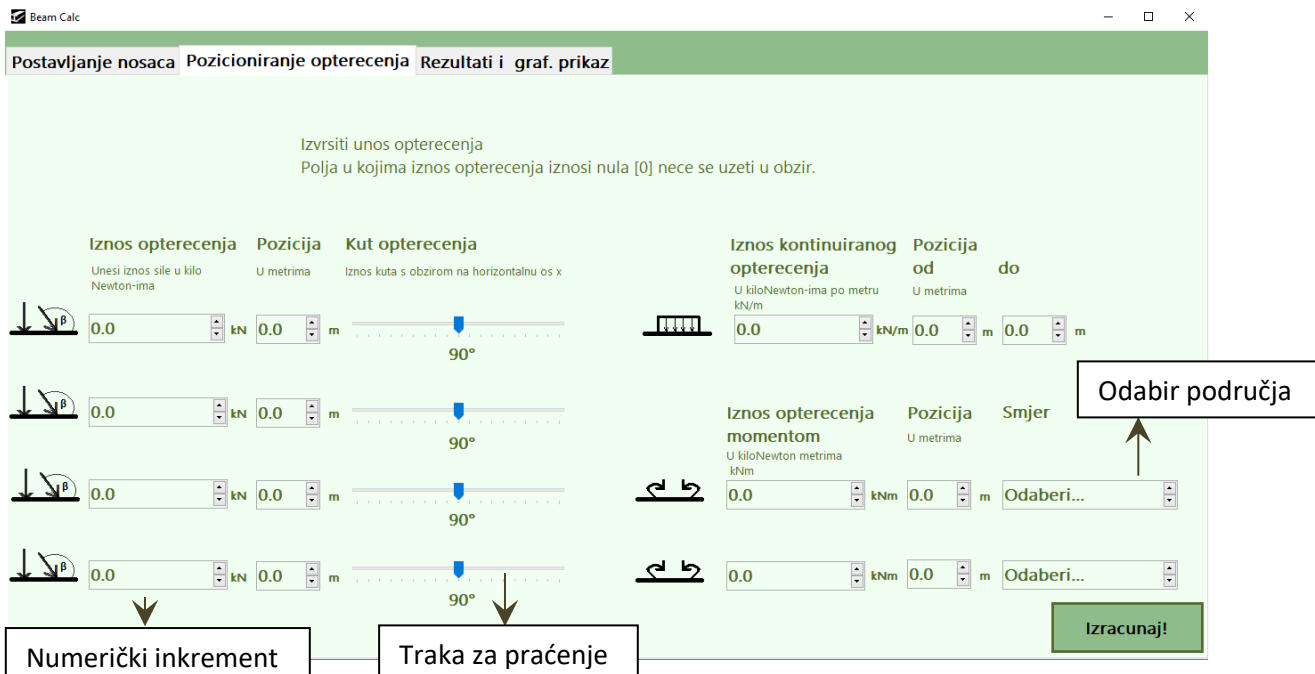 Beam Calc
Postavljanje nosaca Pozicioniranje opterecenja Rezultati i graf. prikaz
Izvrsiti unos opterecenja
Polja u kojima iznos opterecenja iznosi nula [0] nece se uzeti u obzir.
Iznos opterecenja Pozicija Kut opterecenja
Unesi iznos sile u kilo
Newton-ima
U metrima
Iznos kuta s obzirom na horizontalnu os x
β 0.0 kN 0.0 m
90°
β 0.0 kN 0.0 m
90°
β 0.0 kN 0.0 m
90°
β 0.0 kN 0.0 m
90°
Iznos kontinuiranog
opterecenja
Pozicija
od do
U kiloNewton-ima po metru
kN/m
U metrima
0.0 kN/m 0.0 m 0.0 m
Iznos opterecenja
momentom
Pozicija
Smjer
U kiloNewton metrima
kNm
U metrima
0.0 kNm 0.0 m Odaberi...
0.0 kNm 0.0 m Odaberi...
Odabir područja
Izracunaj!
Numerički inkrement
Traka za praćenje